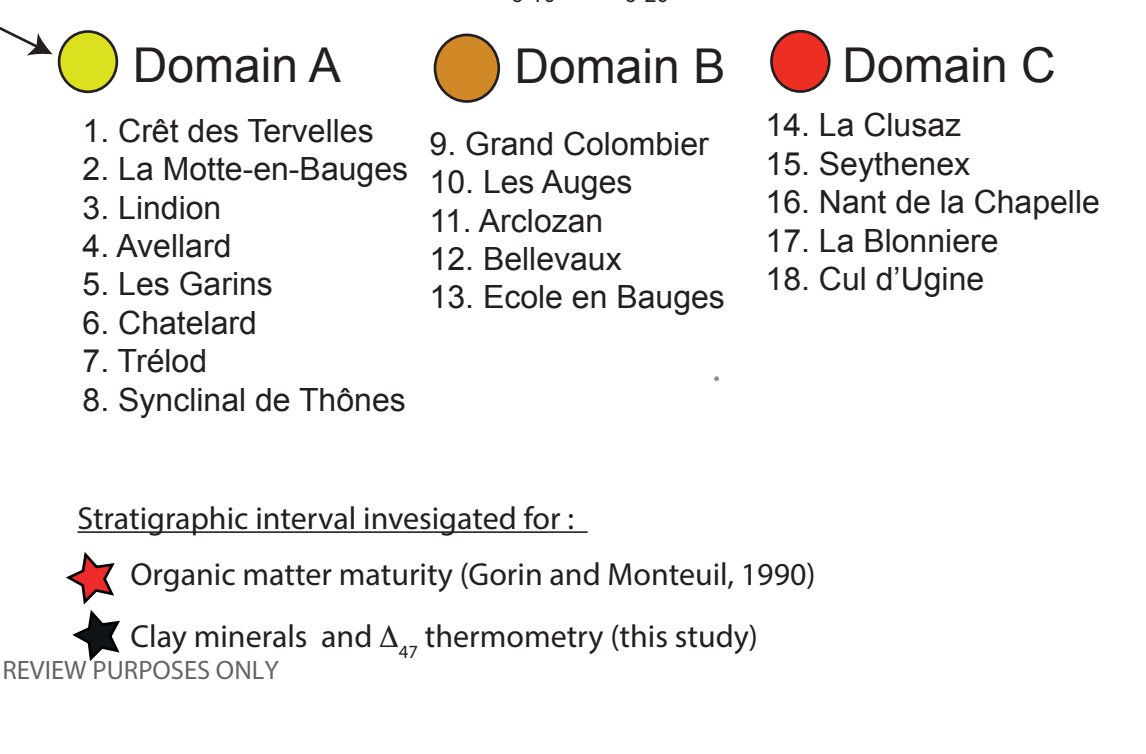 Domain A
1. Crêt des Tervelles
2. La Motte-en-Bauges
3. Lindion
4. Avellard
5. Les Garins
6. Chatelard
7. Trélod
8. Synclinal de Thônes
Domain B
9. Grand Colombier
10. Les Auges
11. Arclozan
12. Bellevaux
13. Ecole en Bauges
Domain C
14. La Clusaz
15. Seythenex
16. Nant de la Chapelle
17. La Blonniere
18. Cul d’Ugine
Stratigraphic interval invesigated for :
Organic matter maturity (Gorin and Monteuil, 1990)
Clay minerals and Δ47 thermometry (this study)
REVIEW PURPOSES ONLY